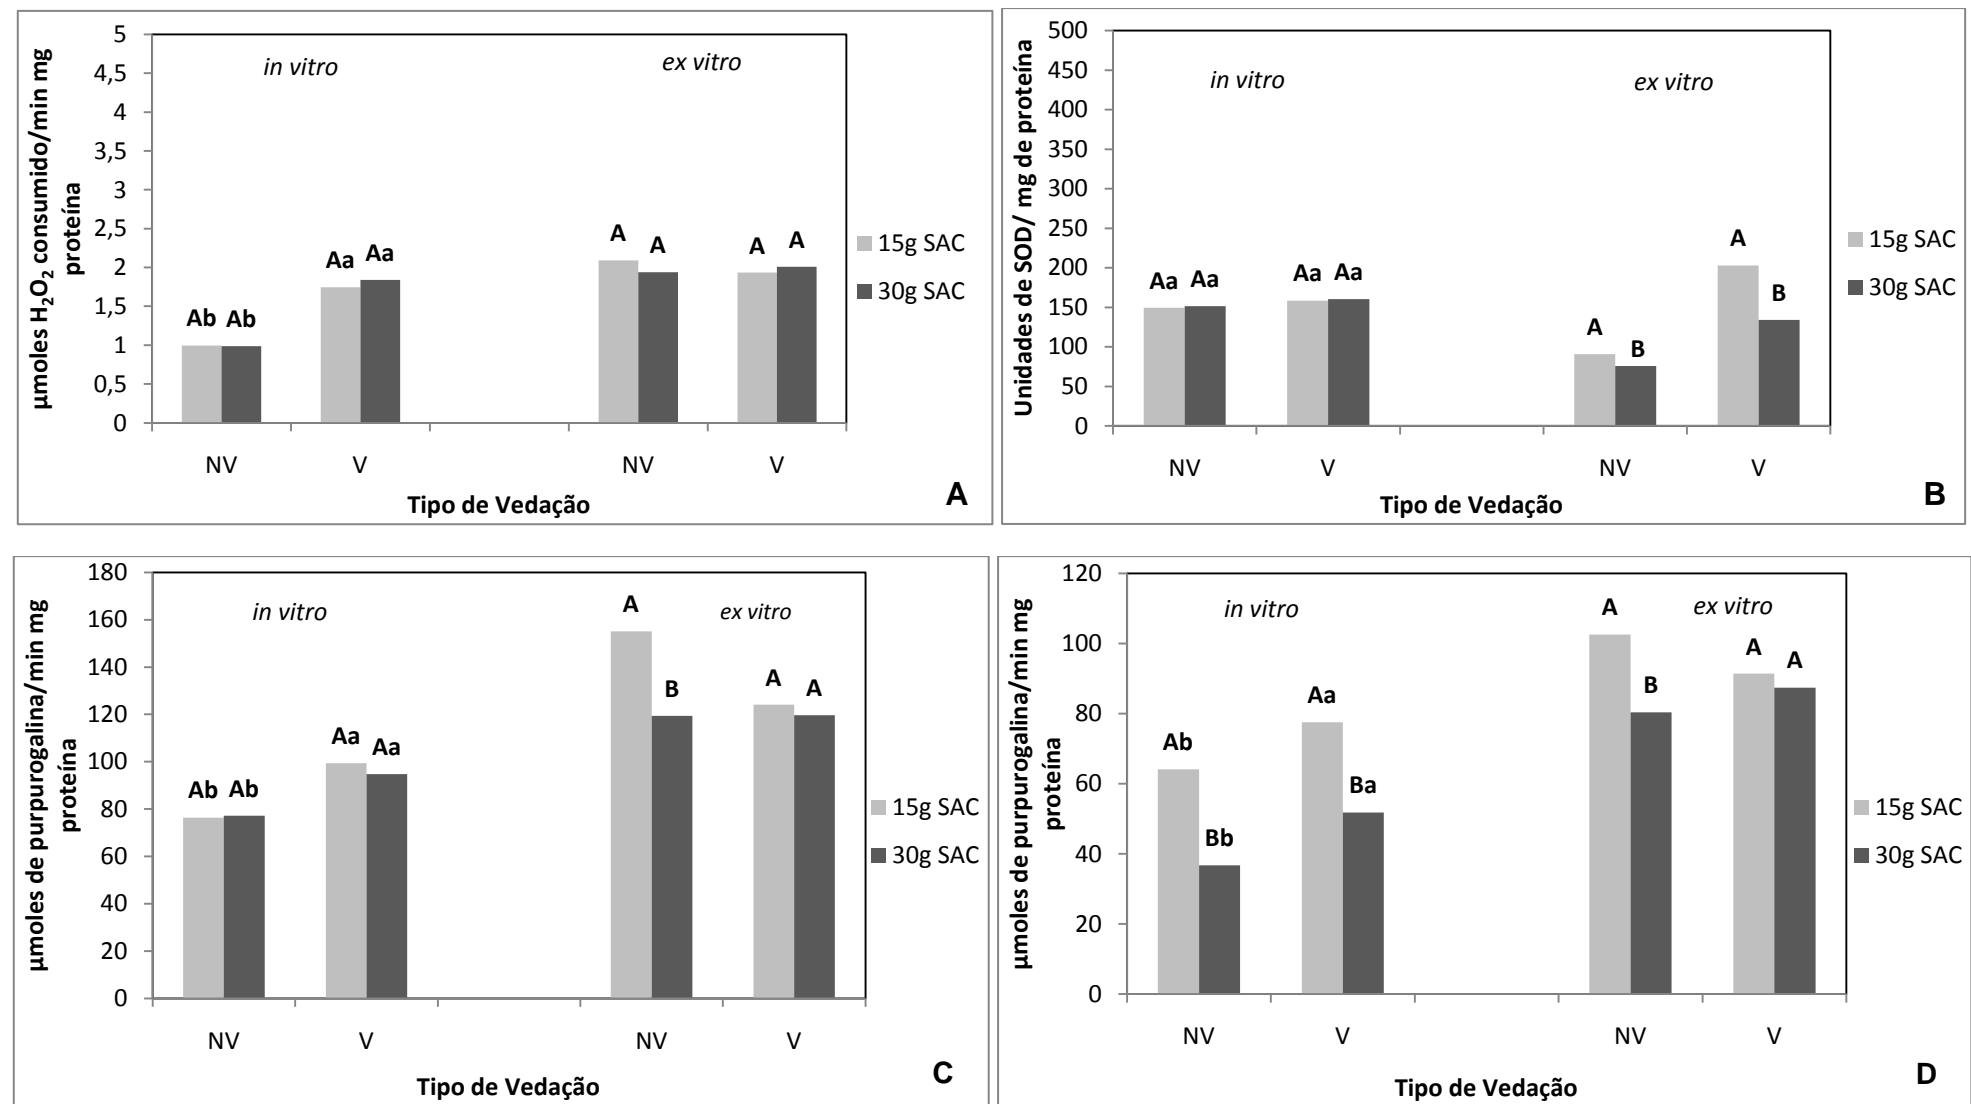 µmoles H2O2 consumido/min mg
proteína
5
4,5
4
3,5
3
2,5
2
1,5
1
0,5
0
in vitro
ex vitro
Ab Ab
Aa Aa
A A
A A
15g SAC
30g SAC
NV V NV V
Tipo de Vedação
A
Unidades de SOD/ mg de proteína
500
450
400
350
300
250
200
150
100
50
0
in vitro
ex vitro
Aa Aa
Aa Aa
A B
A B
15g SAC
30g SAC
NV V NV V
Tipo de Vedação
B
µmoles de purpurogalina/min mg
proteína
180
160
140
120
100
80
60
40
20
0
in vitro
ex vitro
Ab Ab
Aa Aa
A B
A A
15g SAC
30g SAC
NV V NV V
Tipo de Vedação
C
µmoles de purpurogalina/min mg
proteína
120
100
80
60
40
20
0
in vitro
ex vitro
Ab Bb
Aa Ba
A B
A A
15g SAC
30g SAC
NV V NV V
Tipo de Vedação
D